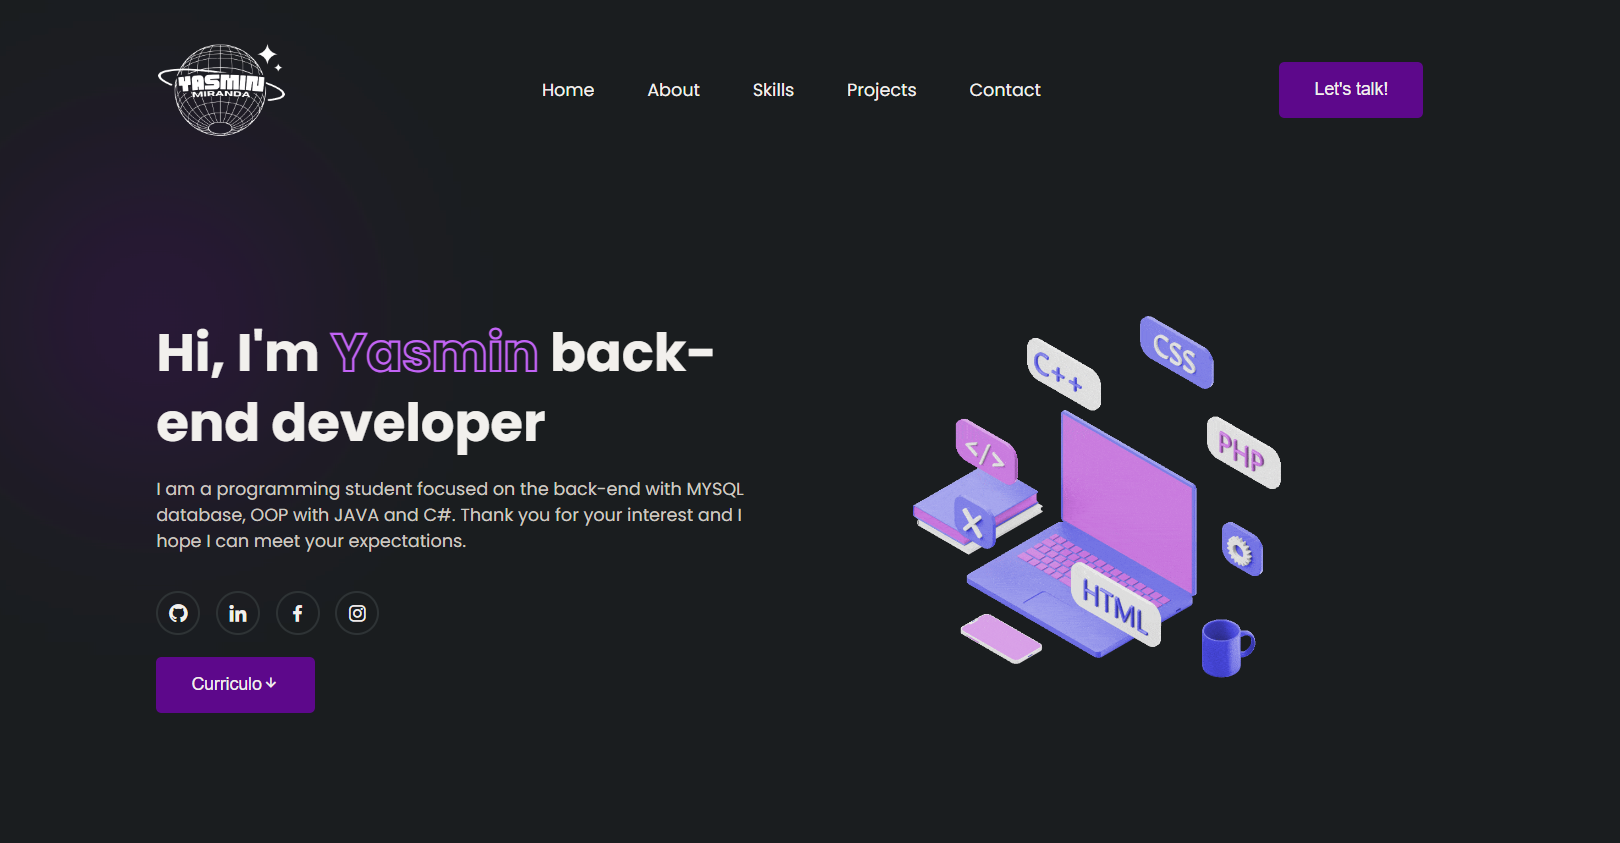 YASMIN
MIRANDA
Home About Skills Projects Contact
Let's talk!
Hi, I'm Yasmin back-
end developer
I am a programming student focused on the back-end with MYSQL
database, OOP with JAVA and C#. Thank you for your interest and I
hope I can meet your expectations.
in
f
Curriculo ↓
CSS
C++
PHP
</>
X
HTML